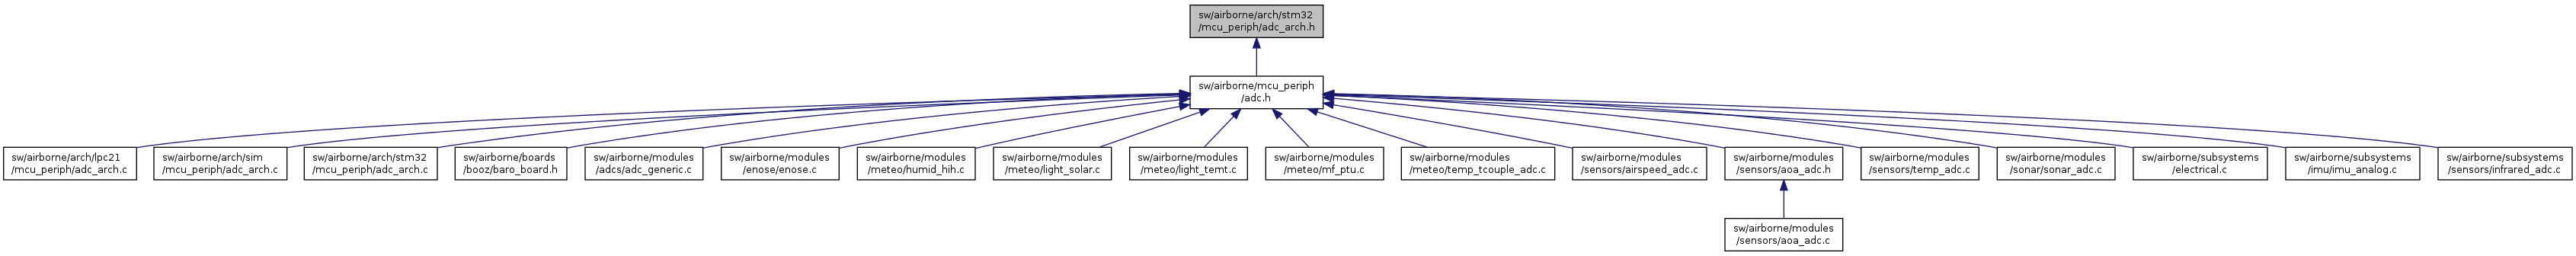 sw/airborne/arch/stm32
/mcu_periph/adc_arch.h
sw/airborne/mcu_periph
/adc.h
sw/airborne/arch/lpc21
/mcu_periph/adc_arch.c
sw/airborne/arch/sim
/mcu_periph/adc_arch.c
sw/airborne/arch/stm32
/mcu_periph/adc_arch.c
sw/airborne/boards
/booz/baro_board.h
sw/airborne/modules
/adcs/adc_generic.c
sw/airborne/modules
/enose/enose.c
sw/airborne/modules
/meteo/humid_hih.c
sw/airborne/modules
/meteo/light_solar.c
sw/airborne/modules
/meteo/light_temt.c
sw/airborne/modules
/meteo/mf_ptu.c
sw/airborne/modules
/meteo/temp_tcouple_adc.c
sw/airborne/modules
/sensors/airspeed_adc.c
sw/airborne/modules
/sensors/aoa_adc.h
sw/airborne/modules
/sensors/temp_adc.c
sw/airborne/modules
/sonar/sonar_adc.c
sw/airborne/subsystems
/electrical.c
sw/airborne/subsystems
/imu/imu_analog.c
sw/airborne/subsystems
/sensors/infrared_adc.c
sw/airborne/modules
/sensors/aoa_adc.c